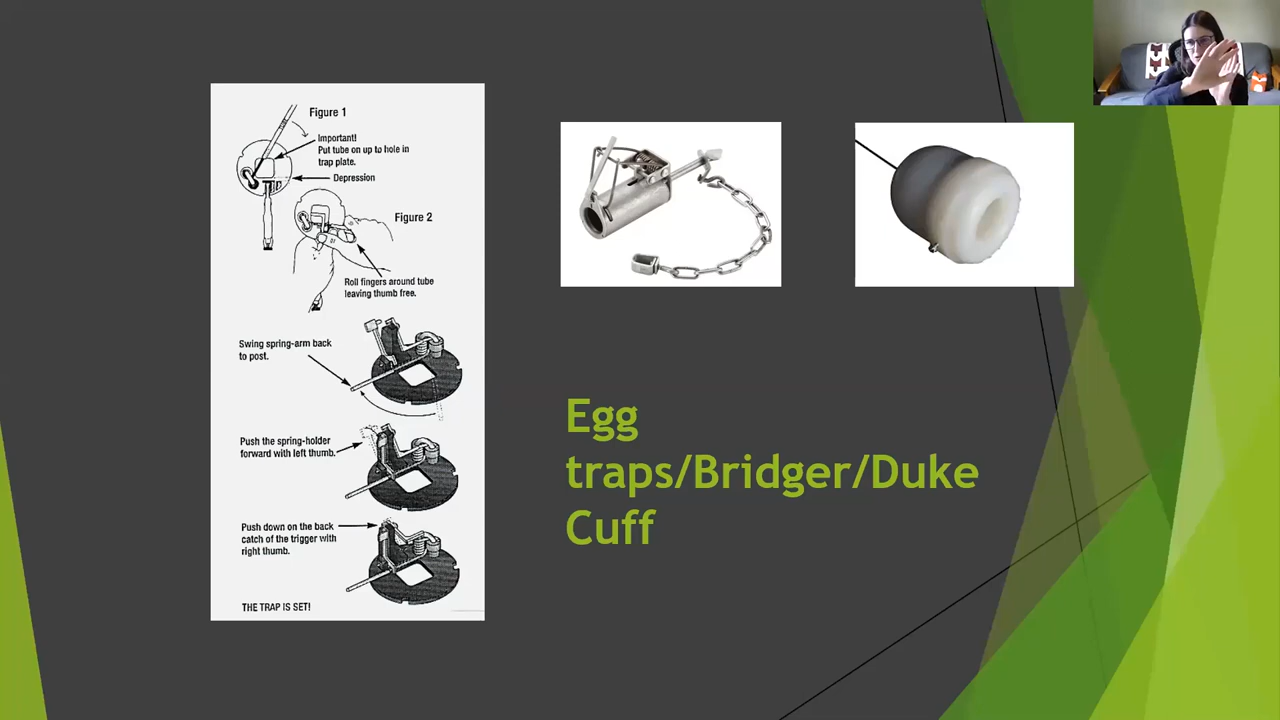 Figure 1
Important!
Put tube on up to hole in
trap plate.
Depression
Figure 2
Roll fingers around tube
leaving thumb free.
Swing spring-arm back
to post.
Push the spring-holder
forward with left thumb.
Push down on the back
catch of the trigger with
right thumb.
THE TRAP IS SET!
Egg
traps/Bridger/Duke
Cuff